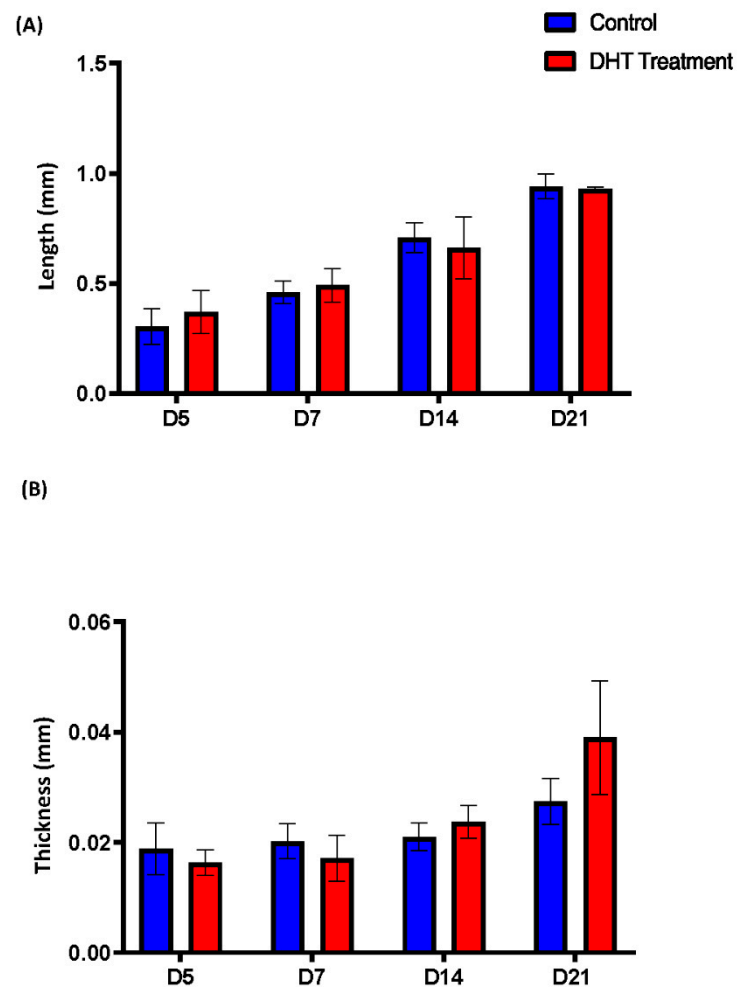 (A)
Control
DHT Treatment
1.5
1.0
0.5
0.0
Length (mm)
D5 D7 D14 D21
(B)
0.06
0.04
0.02
0.00
Thickness (mm)
D5 D7 D14 D21